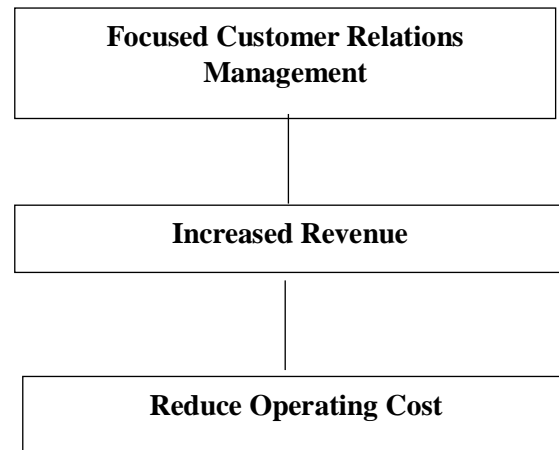 Focused Customer Relations
Management
Increased Revenue
Reduce Operating Cost